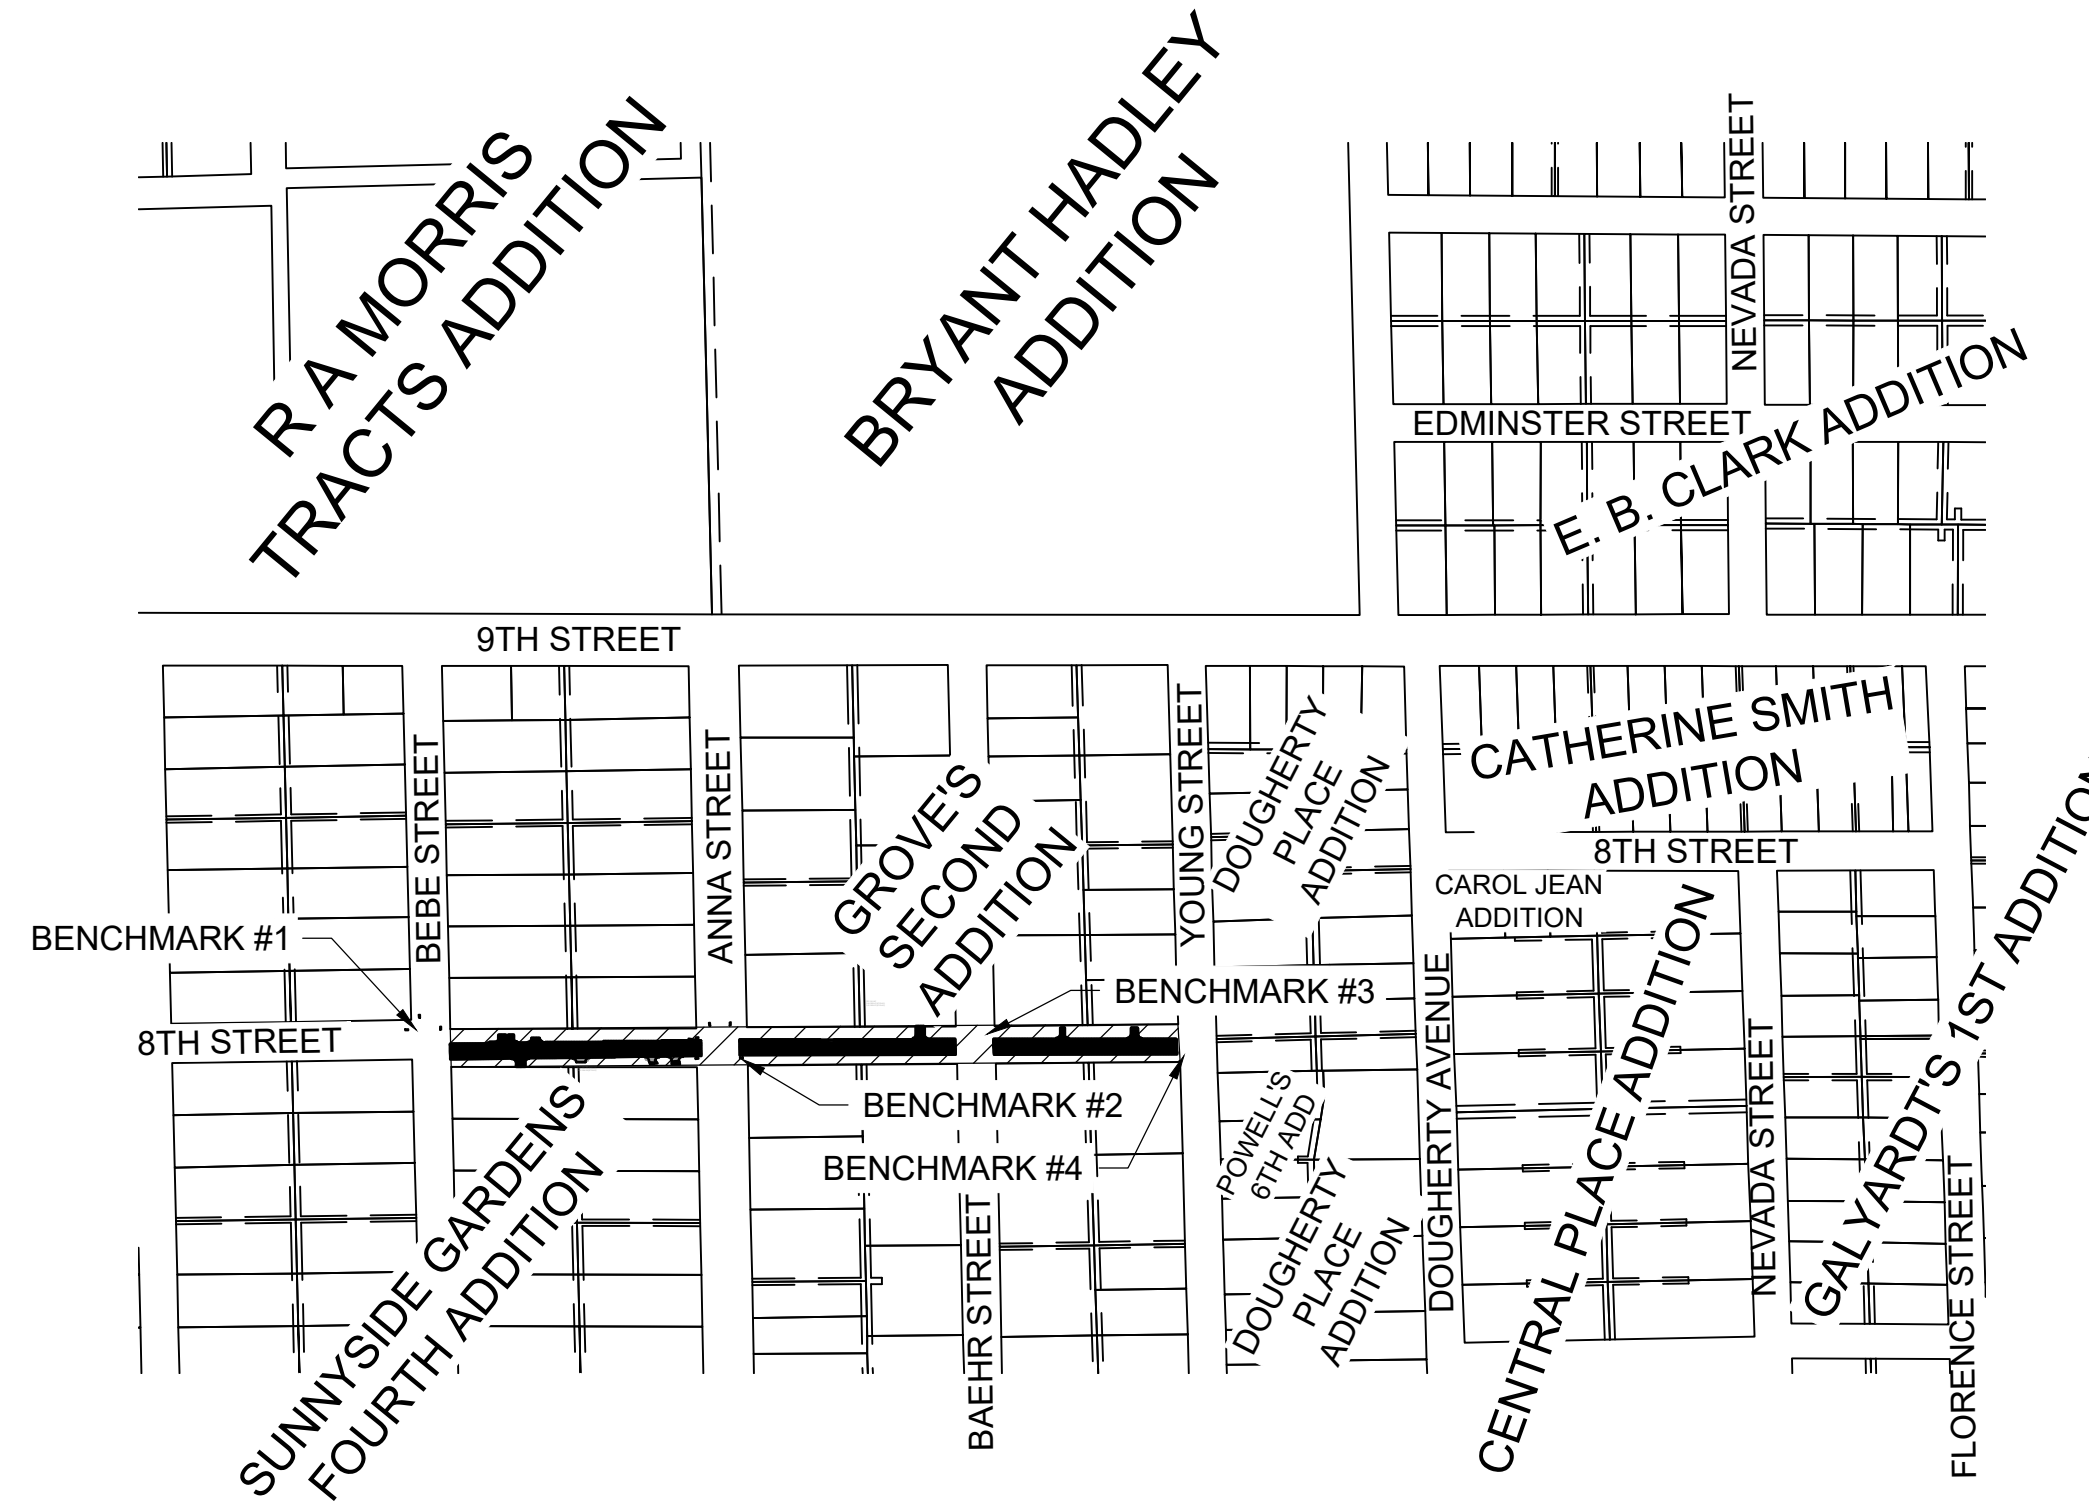 R A MORRIS
TRACTS ADDITION
BRYANT HADLEY
ADDITION
NEVADA STREET
EDMINSTER STREET
E. B. CLARK ADDITION
9TH STREET
BEBE STREET
ANNA STREET
GROVE'S
SECOND
ADDITION
YOUNG STREET
DOUGHERTY
PLACE
ADDITION
CATHERINE SMITH
ADDITION
8TH STREET
CAROL JEAN
ADDITION
BENCHMARK #1
8TH STREET
BENCHMARK #3
BENCHMARK #2
BENCHMARK #4
POWELL'S
6TH ADD
DOUGHERTY
PLACE
ADDITION
DOUGHERTY AVENUE
CENTRAL PLACE ADDITION
NEVADA STREET
GALYARDT'S 1ST ADDITION
FLORENCE STREET
BAEHR STREET
SUNNYSIDE GARDENS
FOURTH ADDITION